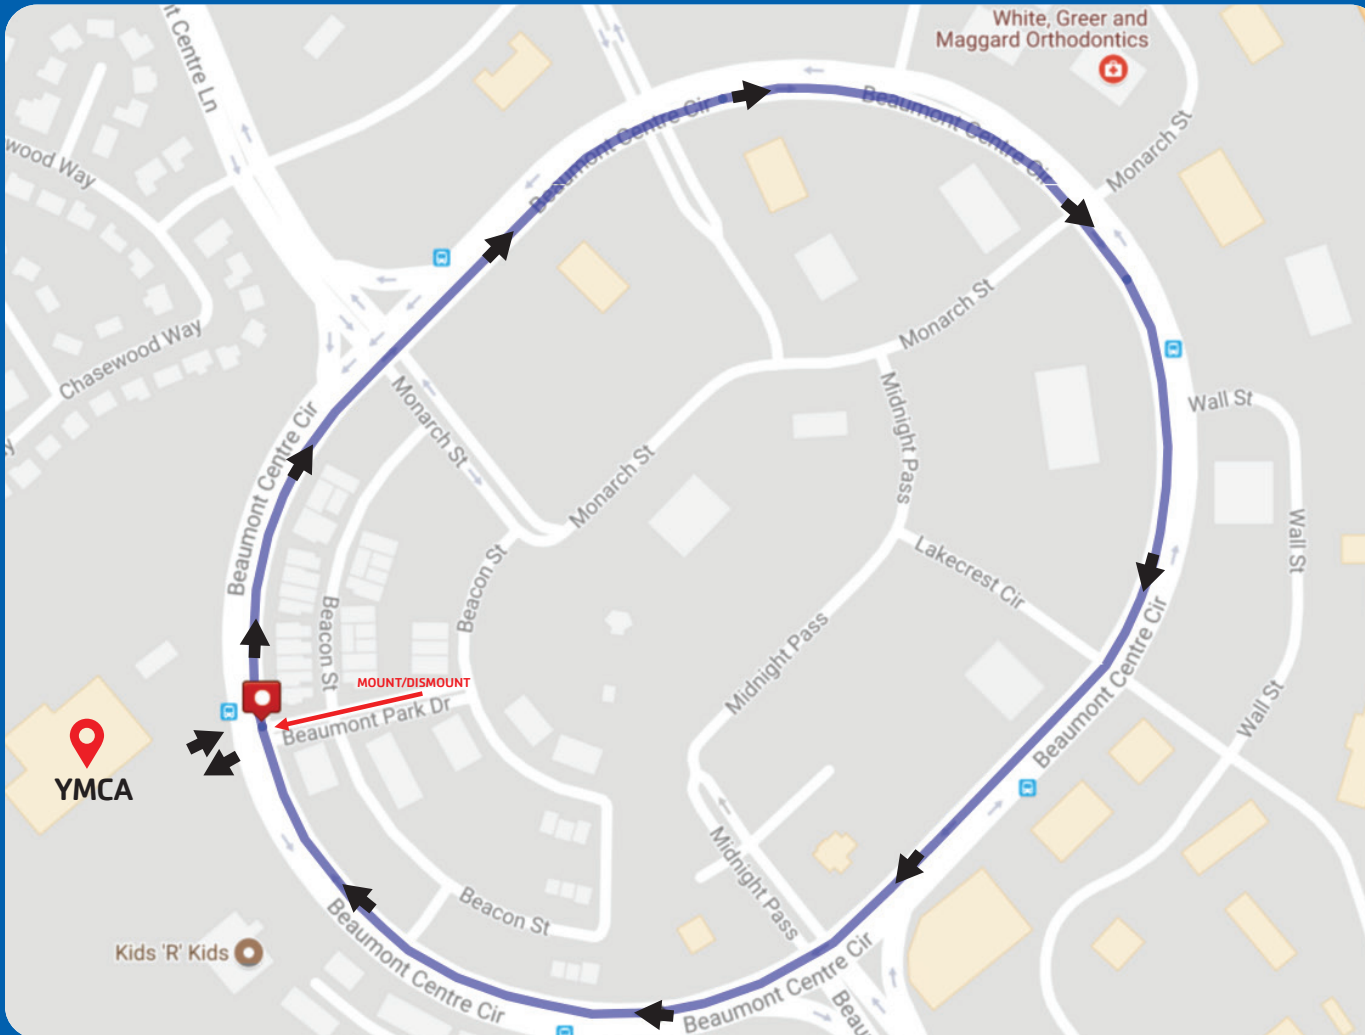 White, Greer and
Maggard Orthodontics
nt Centre Ln
wood Way
Beaumont Centre Cir
Beaumont Centre Cir
Monarch St
Monarch St
Chasewood Way
Monarch St
Midnight Pass
Wall St
Beaumont Centre Cir
Monarch St
Wall St
Beacon St
Lakecrest Cir
Beacon St
Midnight Pass
Beaumont Centre Cir
MOUNT/DISMOUNT
Beaumont Park Dr
Wall St
YMCA
Midnight Pass
Beacon St
Kids 'R' Kids
Beaumont Centre Cir
Beaumont Centre Cir
Beau